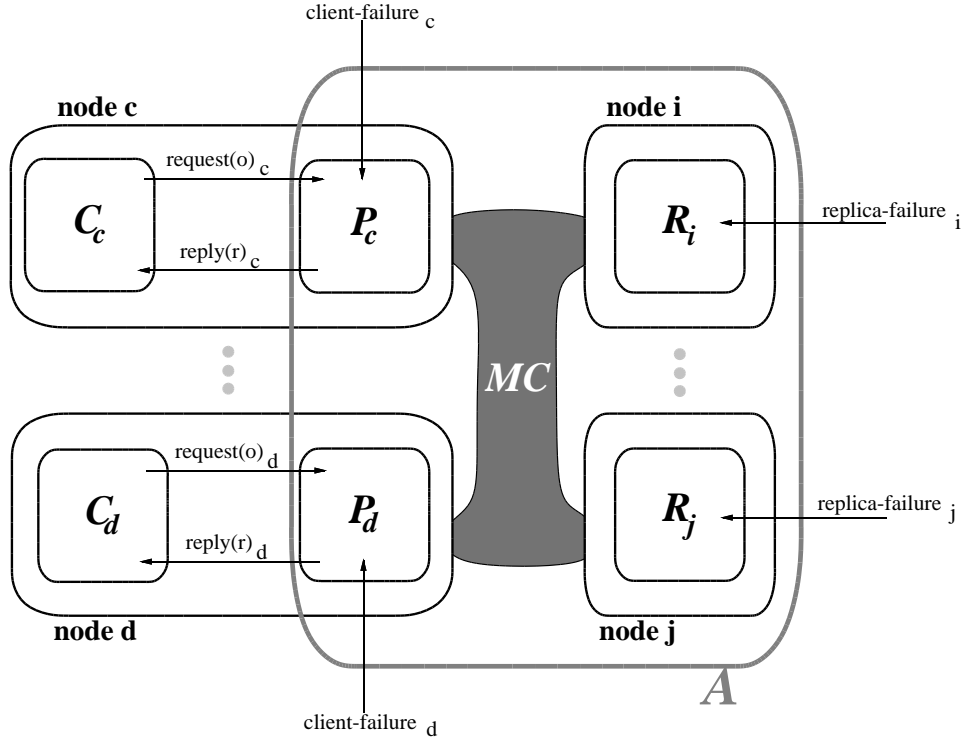 client-failure c
node c
node i
request(o) c
C c
P c
R i
replica-failure i
reply(r) c
MC
request(o) d
C d
P d
R j
replica-failure j
reply(r) d
node d
node j
A
client-failure d